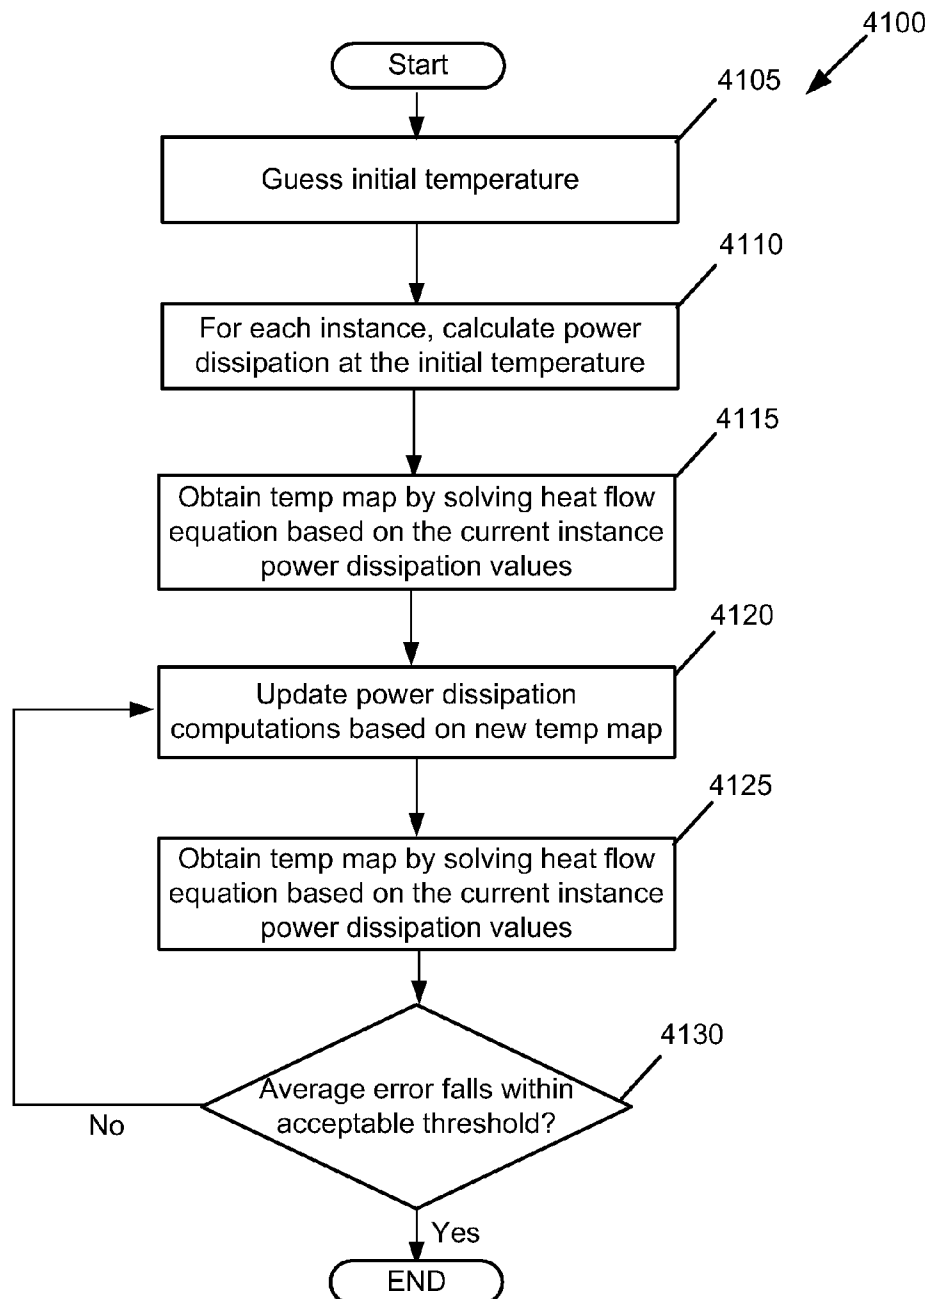 4100
Start
4105
Guess initial temperature
4110
For each instance, calculate power
dissipation at the initial temperature
4115
Obtain temp map by solving heat flow
equation based on the current instance
power dissipation values
4120
Update power dissipation
computations based on new temp map
4125
Obtain temp map by solving heat flow
equation based on the current instance
power dissipation values
4130
Average error falls within
acceptable threshold?
No
Yes
END